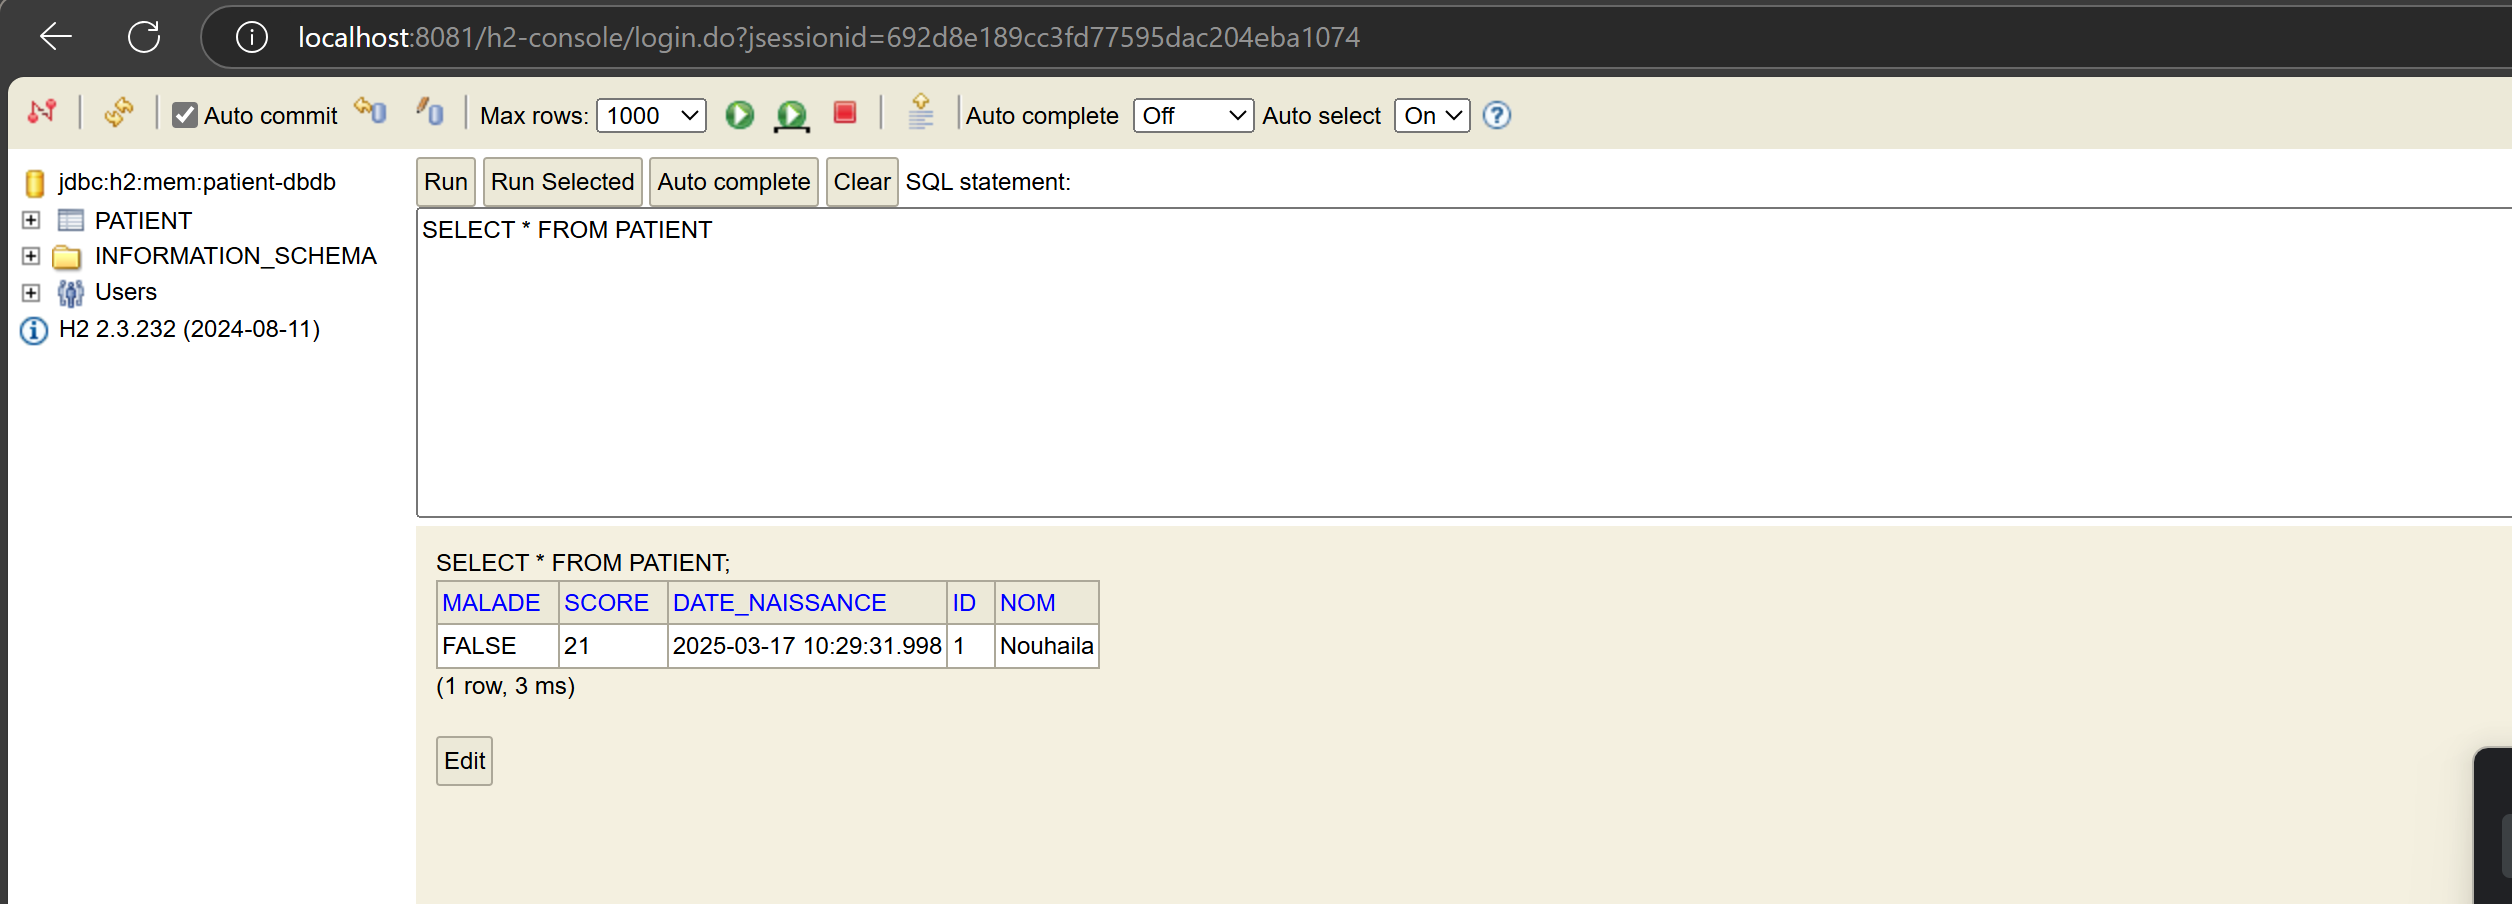 localhost:8081/h2-console/login.do?jsessionid=692d8e189cc3fd77595dac204eba1074
Auto commit Max rows: 1000 Auto complete Off Auto select On
jdbc:h2:mem:patient-dbdb
PATIENT
INFORMATION_SCHEMA
Users
H2 2.3.232 (2024-08-11)
Run Run Selected Auto complete Clear SQL statement:
SELECT * FROM PATIENT
SELECT * FROM PATIENT;
MALADE SCORE DATE_NAISSANCE ID NOM
FALSE 21 2025-03-17 10:29:31.998 1 Nouhaila
(1 row, 3 ms)
Edit